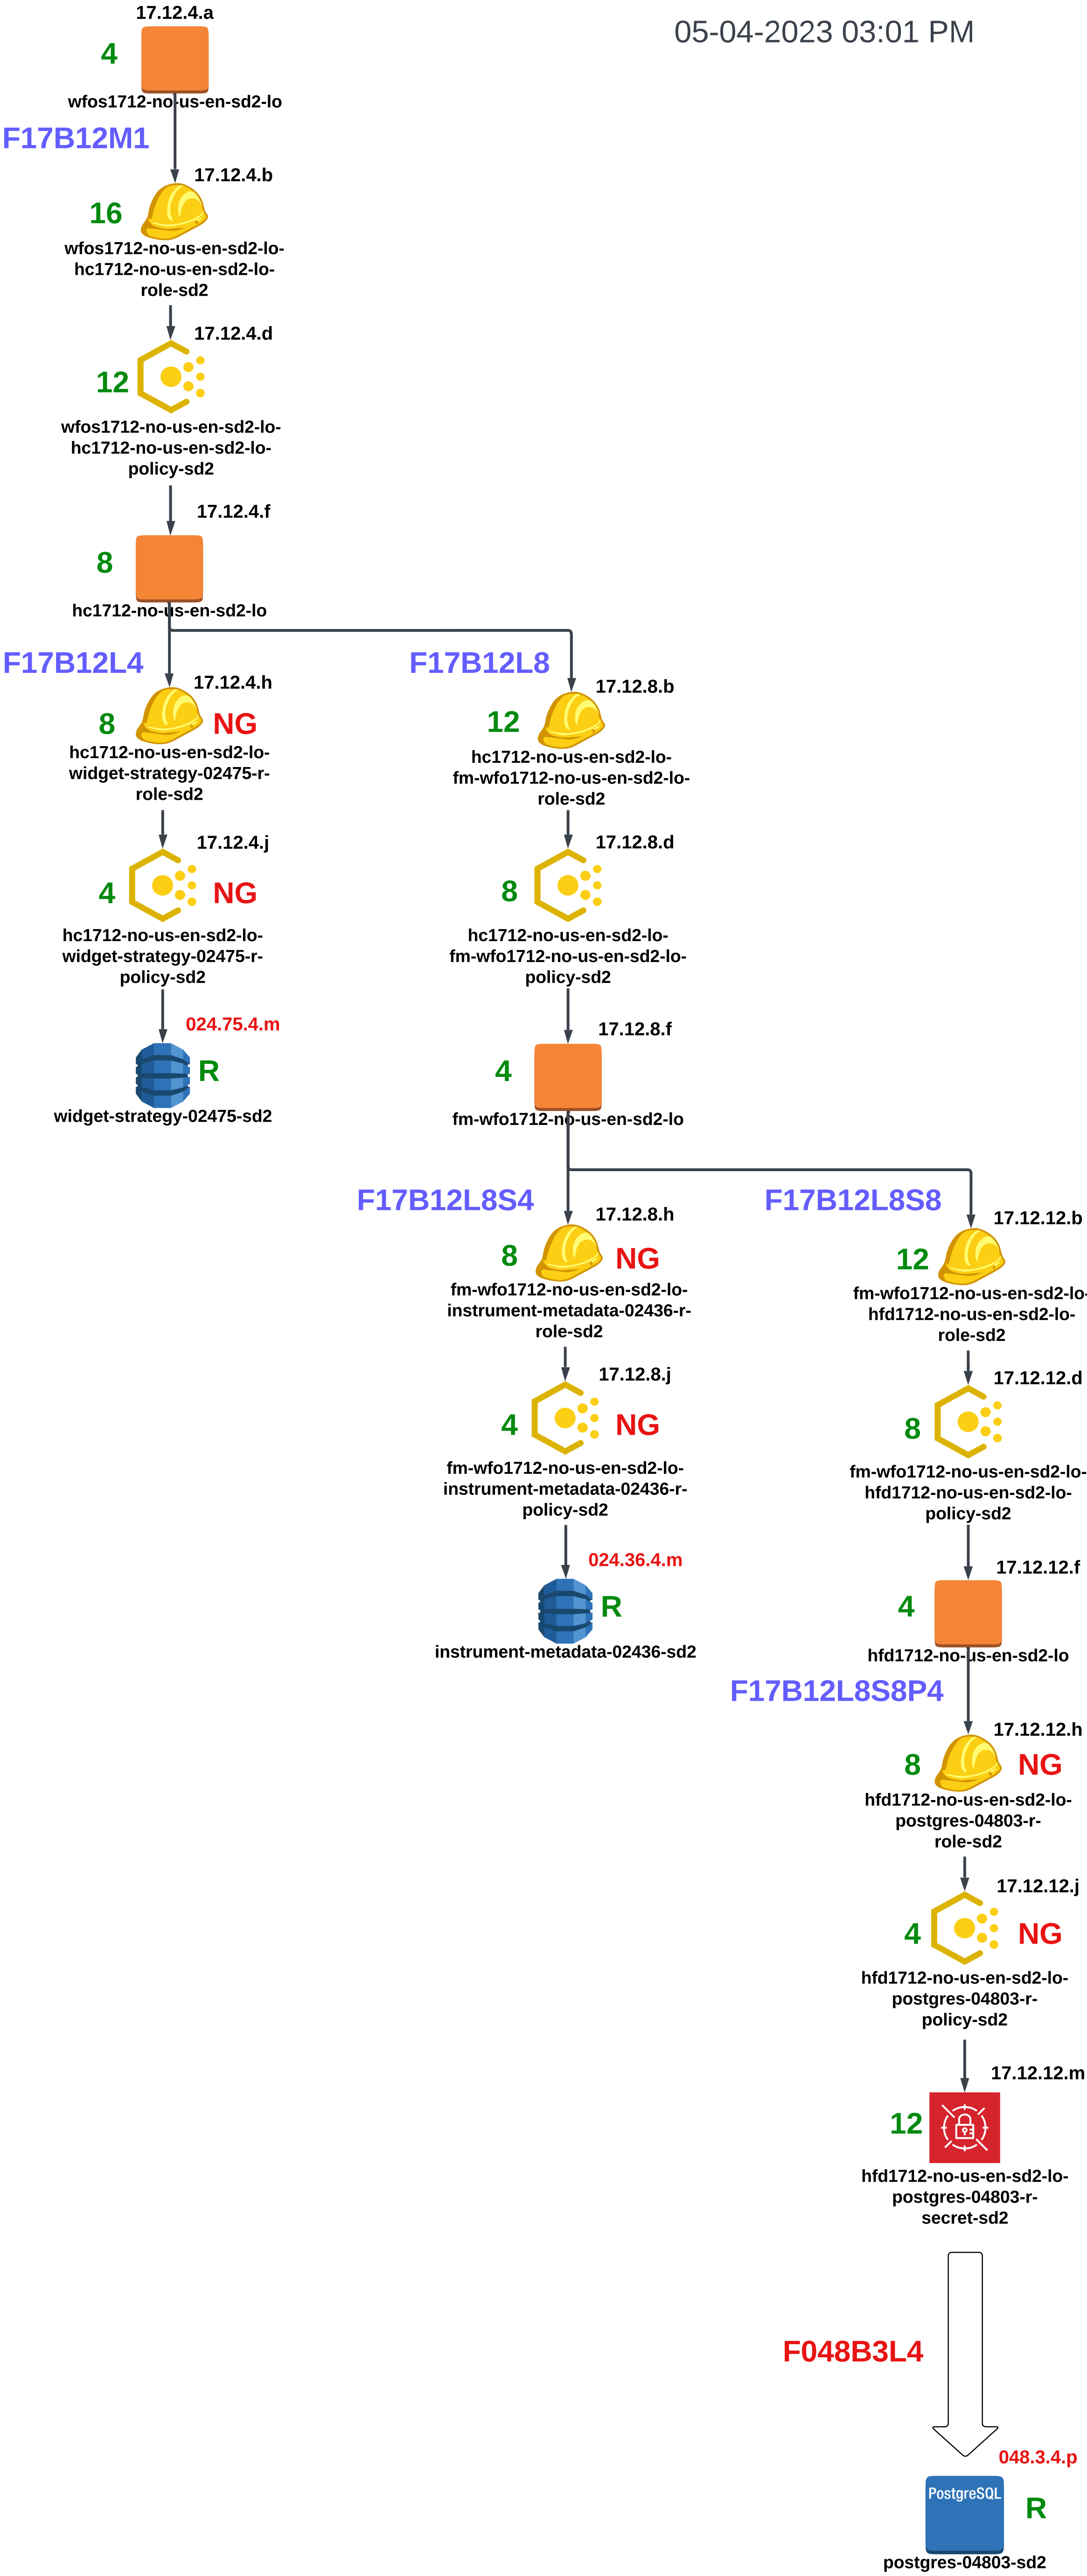 17.12.4.a
05-04-2023 03:01 PM
4
wfos1712-no-us-en-sd2-lo
F17B12M1
17.12.4.b
16
wfos1712-no-us-en-sd2-lo-
hc1712-no-us-en-sd2-lo-
role-sd2
17.12.4.d
12
wfos1712-no-us-en-sd2-lo-
hc1712-no-us-en-sd2-lo-
policy-sd2
17.12.4.f
8
hc1712-no-us-en-sd2-lo
F17B12L4
17.12.4.h
8
NG
hc1712-no-us-en-sd2-lo-
widget-strategy-02475-r-
role-sd2
17.12.4.j
4
NG
hc1712-no-us-en-sd2-lo-
widget-strategy-02475-r-
policy-sd2
024.75.4.m
R
widget-strategy-02475-sd2
F17B12L8
17.12.8.b
12
hc1712-no-us-en-sd2-lo-
fm-wfo1712-no-us-en-sd2-lo-
role-sd2
17.12.8.d
8
hc1712-no-us-en-sd2-lo-
fm-wfo1712-no-us-en-sd2-lo-
policy-sd2
17.12.8.f
4
fm-wfo1712-no-us-en-sd2-lo
F17B12L8S4
17.12.8.h
8
NG
fm-wfo1712-no-us-en-sd2-lo-
instrument-metadata-02436-r-
role-sd2
17.12.8.j
4
NG
fm-wfo1712-no-us-en-sd2-lo-
instrument-metadata-02436-r-
policy-sd2
024.36.4.m
R
instrument-metadata-02436-sd2
F17B12L8S8
17.12.12.b
12
fm-wfo1712-no-us-en-sd2-lo-
hfd1712-no-us-en-sd2-lo-
role-sd2
17.12.12.d
8
fm-wfo1712-no-us-en-sd2-lo-
hfd1712-no-us-en-sd2-lo-
policy-sd2
17.12.12.f
4
hfd1712-no-us-en-sd2-lo
F17B12L8S8P4
17.12.12.h
8
NG
hfd1712-no-us-en-sd2-lo-
postgres-04803-r-
role-sd2
17.12.12.j
4
NG
hfd1712-no-us-en-sd2-lo-
postgres-04803-r-
policy-sd2
17.12.12.m
12
hfd1712-no-us-en-sd2-lo-
postgres-04803-r-
secret-sd2
F048B3L4
048.3.4.p
PostgreSQL
R
postgres-04803-sd2